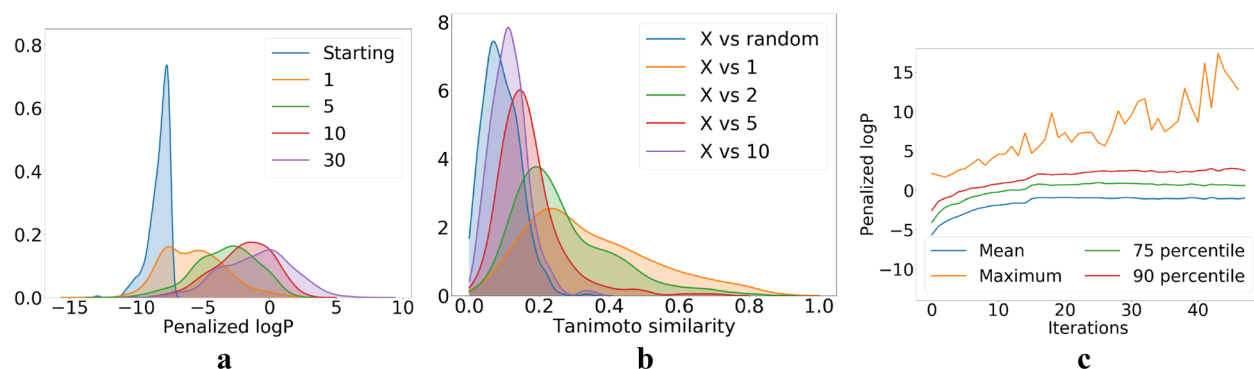 0.8
0.6
0.4
0.2
0.0
−15
−10
−5
0
5
10
Penalized logP
Starting
1
5
10
30
a
8
6
4
2
0
0.0
0.2
0.4
0.6
0.8
1.0
Tanimoto similarity
X vs random
X vs 1
X vs 2
X vs 5
X vs 10
b
Penalized logP
15
10
5
0
−5
−10
0
10
20
30
40
Iterations
Mean
Maximum
75 percentile
90 percentile
c